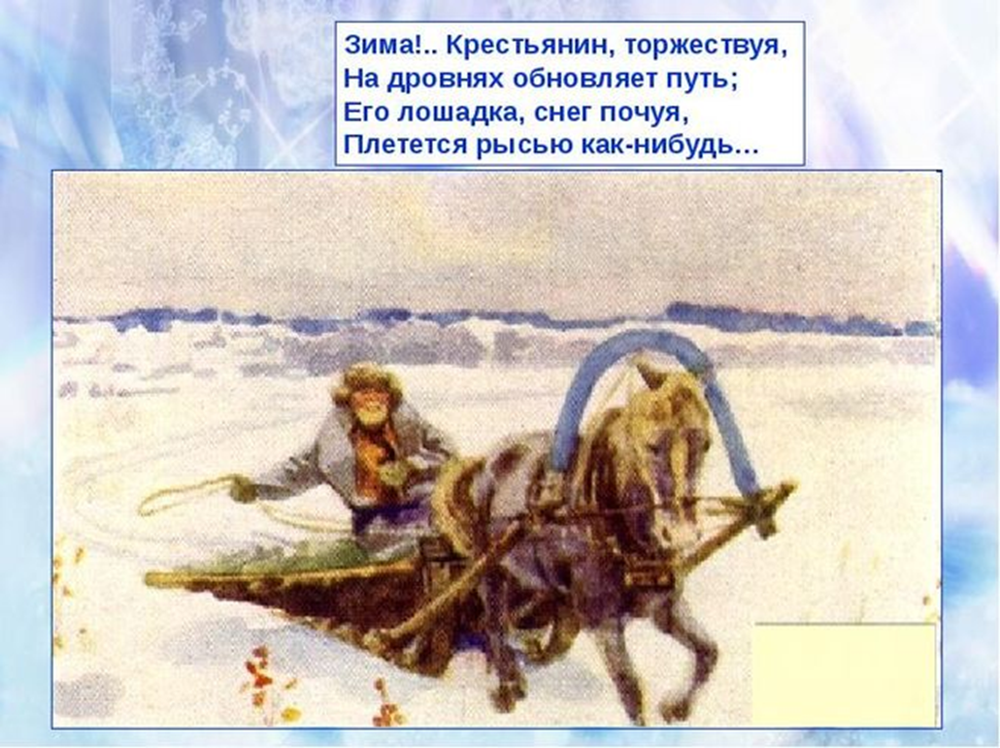 Зима!.. Крестьянин, торжествуя,
На дровнях обновляет путь;
Его лошадка, снег почуя,
Плетется рысью как-нибудь…